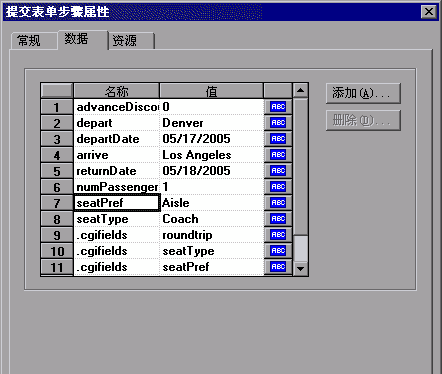 提交表单步骤属性
常规 数据 资源
名称 值
1 advanceDiscou 0 ABC
2 depart Denver ABC
3 departDate 05/17/2005 ABC
4 arrive Los Angeles ABC
5 returnDate 05/18/2005 ABC
6 numPassenger 1 ABC
7 seatPref Aisle ABC
8 seatType Coach ABC
9 .cgifields roundtrip ABC
10 .cgifields seatType ABC
11 .cgifields seatPref ABC
添加(A)...
删除(D)...